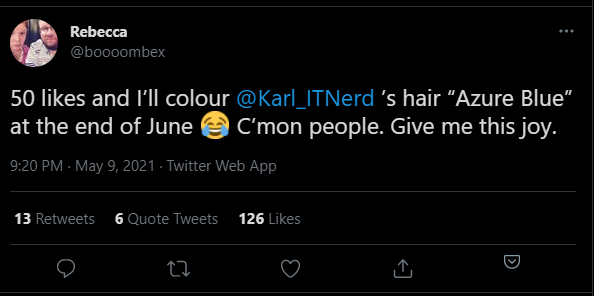 Rebecca
@boooombex
50 likes and I’ll colour @Karl_ITNerd ’s hair “Azure Blue”
at the end of June 😂 C’mon people. Give me this joy.
9:20 PM · May 9, 2021 · Twitter Web App
13 Retweets 6 Quote Tweets 126 Likes